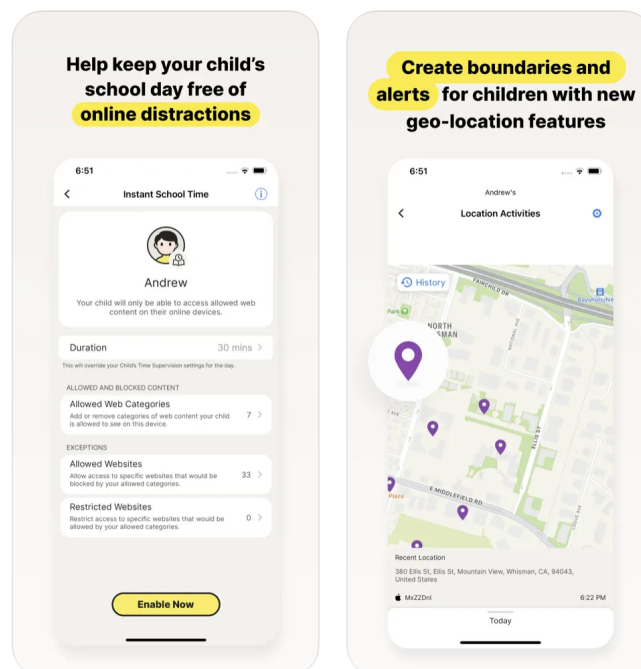 Help keep your child's
school day free of
online distractions
6:51
Instant School Time
Andrew
Your child will only be able to access allowed web
content on their online devices.
Duration
30 mins
This will override your Child's Time Supervision settings for the day.
ALLOWED AND BLOCKED CONTENT
Allowed Web Categories
Add or remove categories of web content your child
is allowed to see on this device.
7
EXCEPTIONS
Allowed Websites
Allow access to specific websites that would be
blocked by your allowed categories.
33
Restricted Websites
Restrict access to specific websites that would be
allowed by your allowed categories.
0
Enable Now
Create boundaries and
alerts for children with new
geo-location features
6:51
Andrew's
Location Activities
History
FAIRCHILD DR
Park
NORTH
NATIONAL AVE
AVE
ELLIS ST
E MIDDLEFIELD RD
Plaza
Recent Location
380 Ellis St, Ellis St, Mountain View, Whisman, CA, 94043,
United States
MxZZDnI
6:22 PM
Today